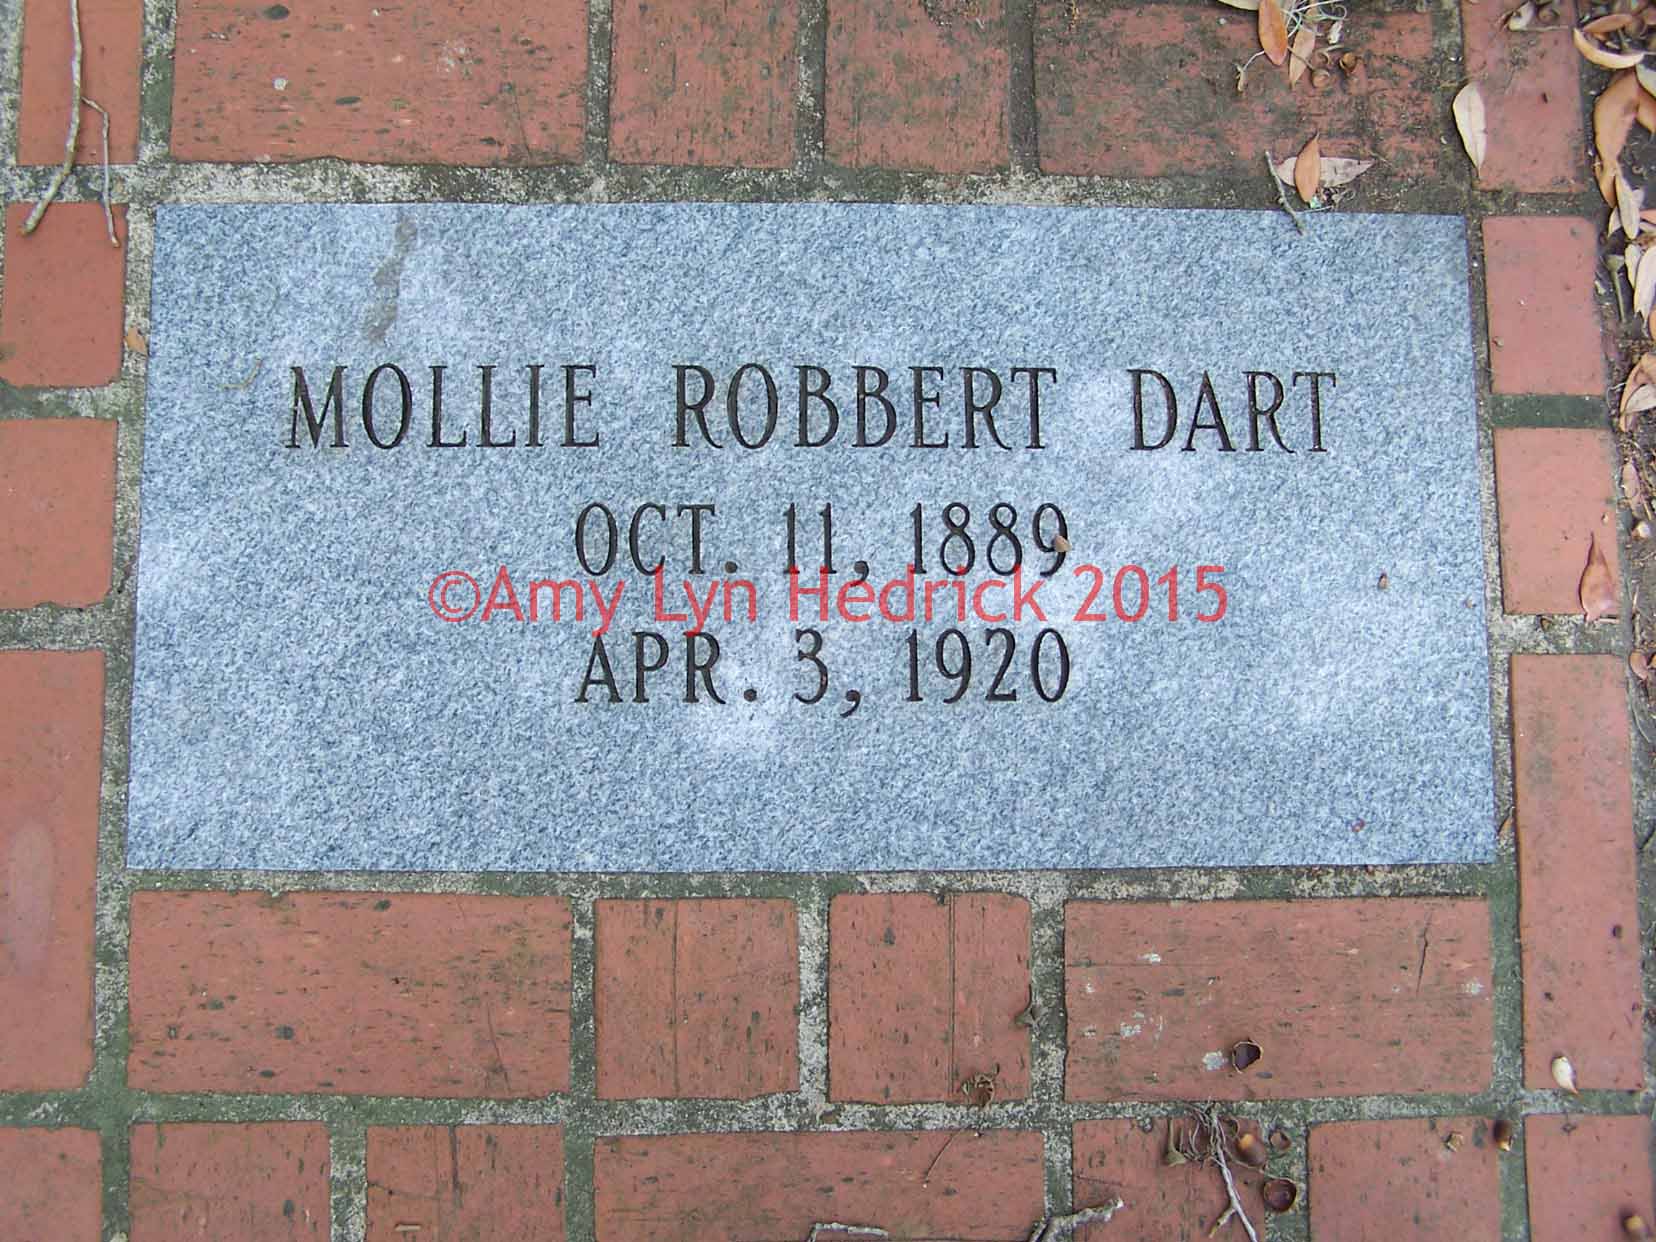 MOLLIE ROBBERT DART
OCT. 11, 1889
©Amy Lyn Hedrick 2015
APR. 3, 1920